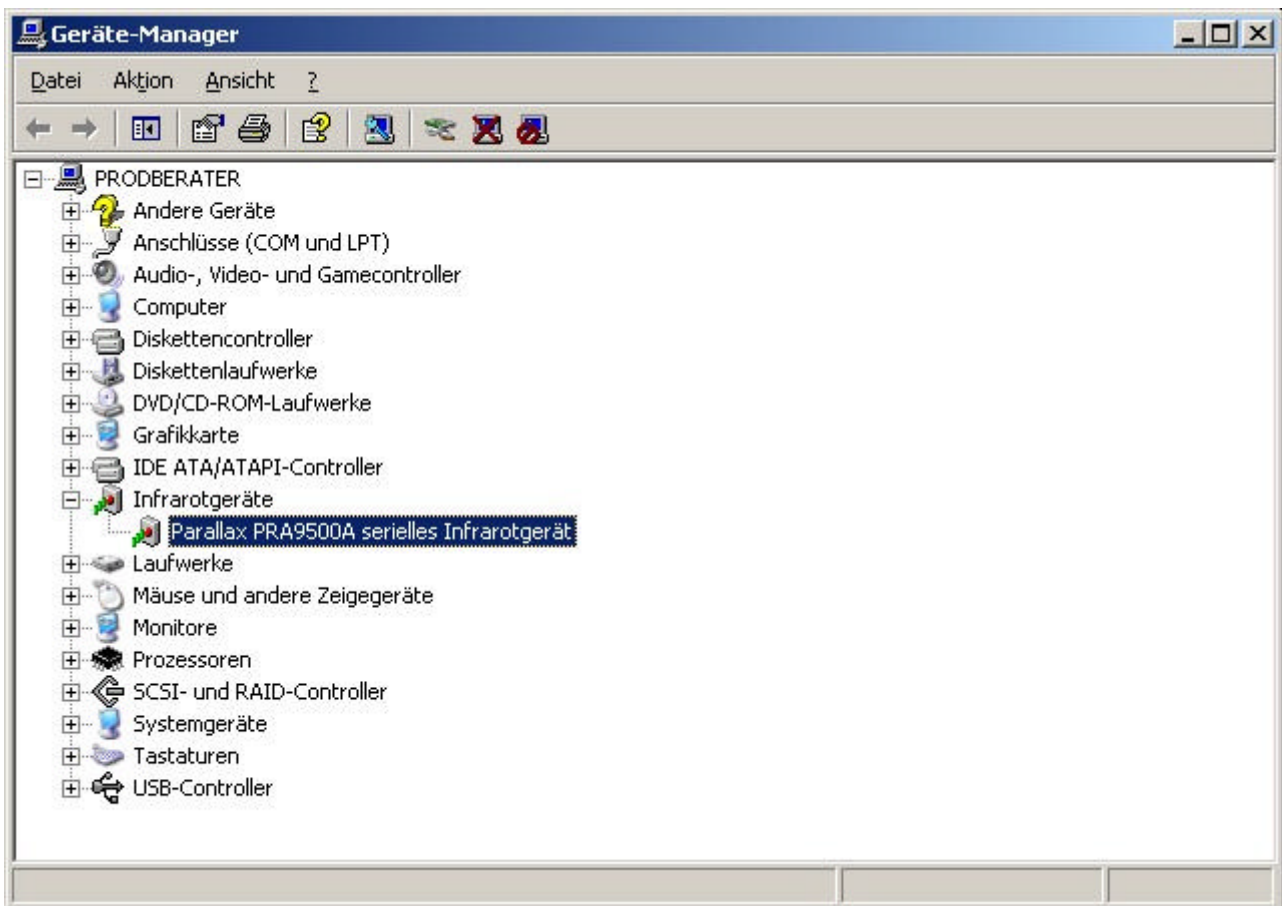 Geräte-Manager
Datei Aktion Ansicht ?
PRODBERATER
Andere Geräte
Anschlüsse (COM und LPT)
Audio-, Video- und Gamecontroller
Computer
Diskettencontroller
Diskettenlaufwerke
DVD/CD-ROM-Laufwerke
Grafikkarte
IDE ATA/ATAPI-Controller
Infrarotgeräte
Parallax PRA9500A serielles Infrarotgerät
Laufwerke
Mäuse und andere Zeigegeräte
Monitore
Prozessoren
SCSI- und RAID-Controller
Systemgeräte
Tastaturen
USB-Controller